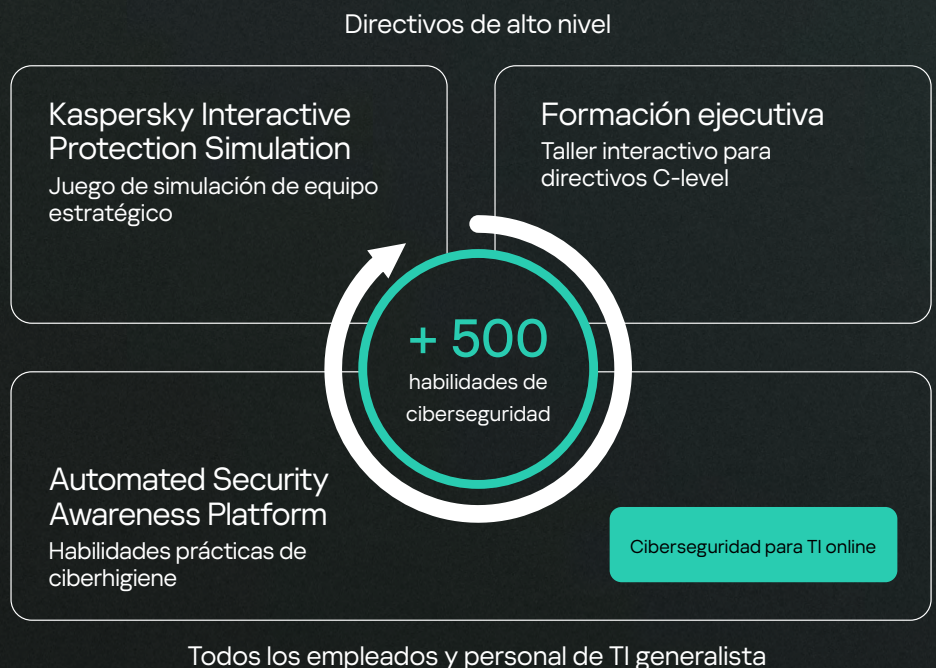 Directivos de alto nivel
Kaspersky Interactive
Protection Simulation
Juego de simulación de equipo
estratégico
Formación ejecutiva
Taller interactivo para
directivos C-level
+ 500
habilidades de
ciberseguridad
Automated Security
Awareness Platform
Habilidades prácticas de
ciberhigiene
Ciberseguridad para TI online
Todos los empleados y personal de TI generalista